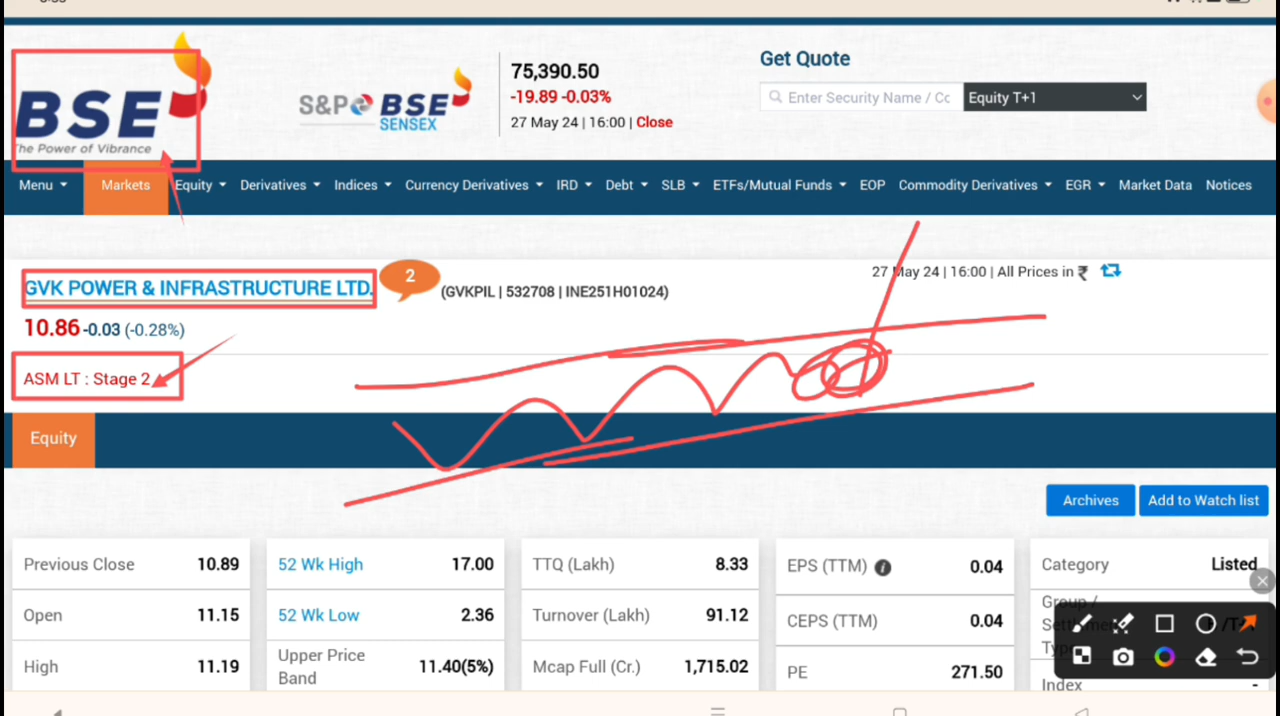 BSE
The Power of Vibrance
S&P BSE
SENSEX
75,390.50
-19.89 -0.03%
27 May 24 | 16:00 | Close
Get Quote
Enter Security Name / Cc
Equity T+1
Menu Markets Equity Derivatives Indices Currency Derivatives IRD Debt SLB ETFs/Mutual Funds EOP Commodity Derivatives EGR Market Data Notices
GVK POWER & INFRASTRUCTURE LTD. 2 (GVKPIL | 532708 | INE251H01024)
27 May 24 | 16:00 | All Prices in ₹
10.86 -0.03 (-0.28%)
ASM LT : Stage 2
Equity
Archives Add to Watch list
Previous Close 10.89
Open 11.15
High 11.19
52 Wk High 17.00
52 Wk Low 2.36
Upper Price
Band 11.40(5%)
TTQ (Lakh) 8.33
Turnover (Lakh) 91.12
Mcap Full (Cr.) 1,715.02
EPS (TTM) 0.04
CEPS (TTM) 0.04
PE 271.50
Category Listed
Group /
Index -